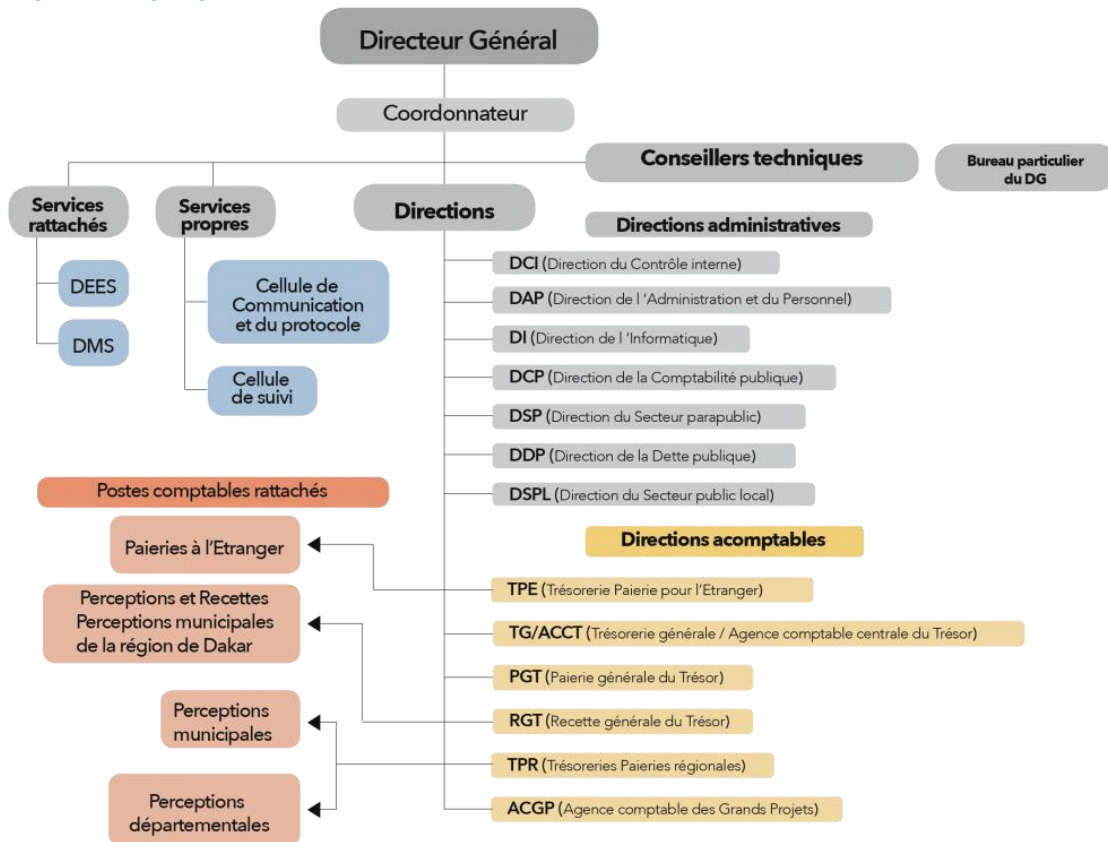 Directeur Général
Coordonnateur
Conseillers techniques
Bureau particulier
du DG
Services
rattachés
Services
propres
Directions
Directions administratives
DEES
DMS
Cellule de
Communication
et du protocole
Cellule
de suivi
DCI (Direction du Contrôle interne)
DAP (Direction de l 'Administration et du Personnel)
DI (Direction de l 'Informatique)
DCP (Direction de la Comptabilité publique)
DSP (Direction du Secteur parapublic)
DDP (Direction de la Dette publique)
DSPL (Direction du Secteur public local)
Postes comptables rattachés
Directions acomptables
Paieries à l'Etranger
Perceptions et Recettes
Perceptions municipales
de la région de Dakar
Perceptions
municipales
Perceptions
départementales
TPE (Trésorerie Paierie pour l'Etranger)
TG/ACCT (Trésorerie générale / Agence comptable centrale du Trésor)
PGT (Paierie générale du Trésor)
RGT (Recette générale du Trésor)
TPR (Trésoreries Paieries régionales)
ACGP (Agence comptable des Grands Projets)